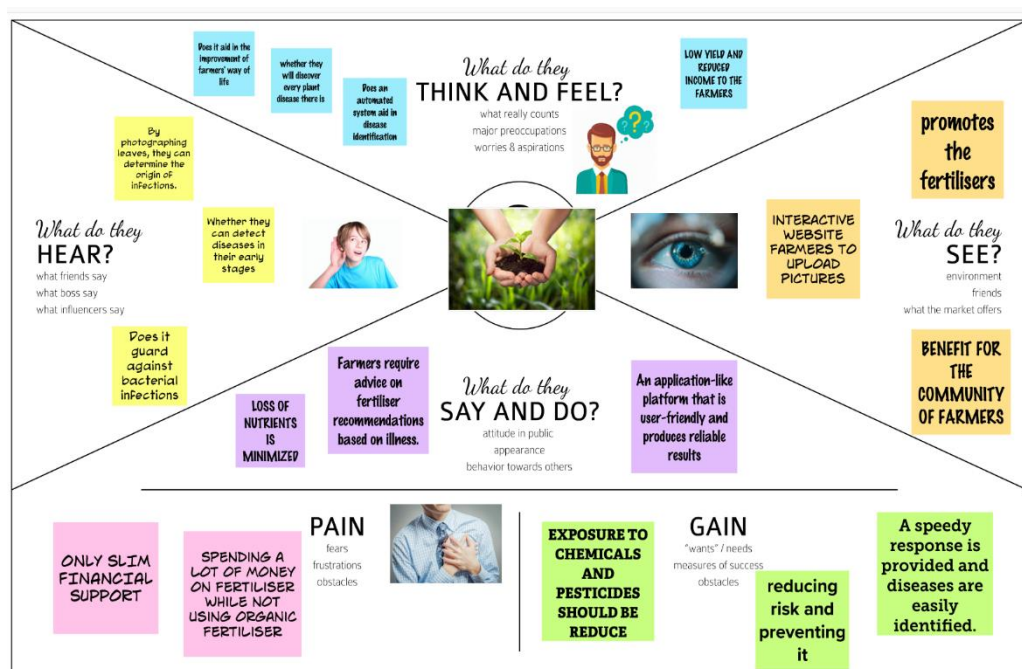 Does it aid in the
improvement of
farmers' way of
life
whether they
will discover
every plant
disease there is
Does an
automated
system aid in
disease
identification
What do they
THINK AND FEEL?
what really counts
major preoccupations
worries & aspirations
LOW YIELD AND
REDUCED
INCOME TO THE
FARMERS
By
photographing
leaves, they can
determine the
origin of
infections.
What do they
HEAR?
what friends say
what boss say
what influencers say
Whether they
can detect
diseases in
their early
stages
Does it
guard
against
bacterial
infections
promotes
the
fertilisers
INTERACTIVE
WEBSITE
FARMERS TO
UPLOAD
PICTURES
What do they
SEE?
environment
friends
what the market offers
BENEFIT FOR
THE
COMMUNITY
OF FARMERS
LOSS OF
NUTRIENTS
IS
MINIMIZED
Farmers require
advice on
fertiliser
recommendations
based on illness.
What do they
SAY AND DO?
attitude in public
appearance
behavior towards others
An application-like
platform that is
user-friendly and
produces reliable
results
ONLY SLIM
FINANCIAL
SUPPORT
SPENDING A
LOT OF MONEY
ON FERTILISER
WHILE NOT
USING ORGANIC
FERTILISER
PAIN
fears
frustrations
obstacles
EXPOSURE TO
CHEMICALS
AND
PESTICIDES
SHOULD BE
REDUCE
GAIN
"wants" / needs
measures of success
obstacles
reducing
risk and
preventing
it
A speedy
response is
provided and
diseases are
easily
identified.